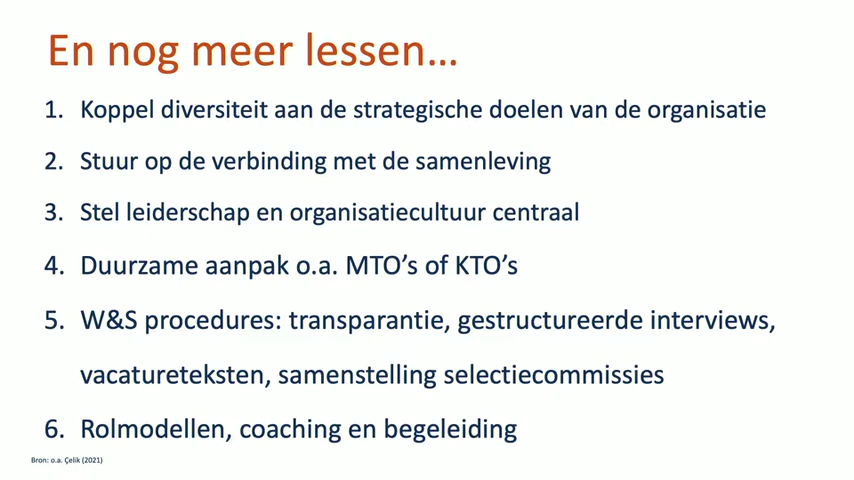 En nog meer lessen…
1. Koppel diversiteit aan de strategische doelen van de organisatie
2. Stuur op de verbinding met de samenleving
3. Stel leiderschap en organisatiecultuur centraal
4. Duurzame aanpak o.a. MTO’s of KTO’s
5. W&S procedures: transparantie, gestructureerde interviews,
vacatureteksten, samenstelling selectiecommissies
6. Rolmodellen, coaching en begeleiding
Bron: o.a. Çelik (2021)